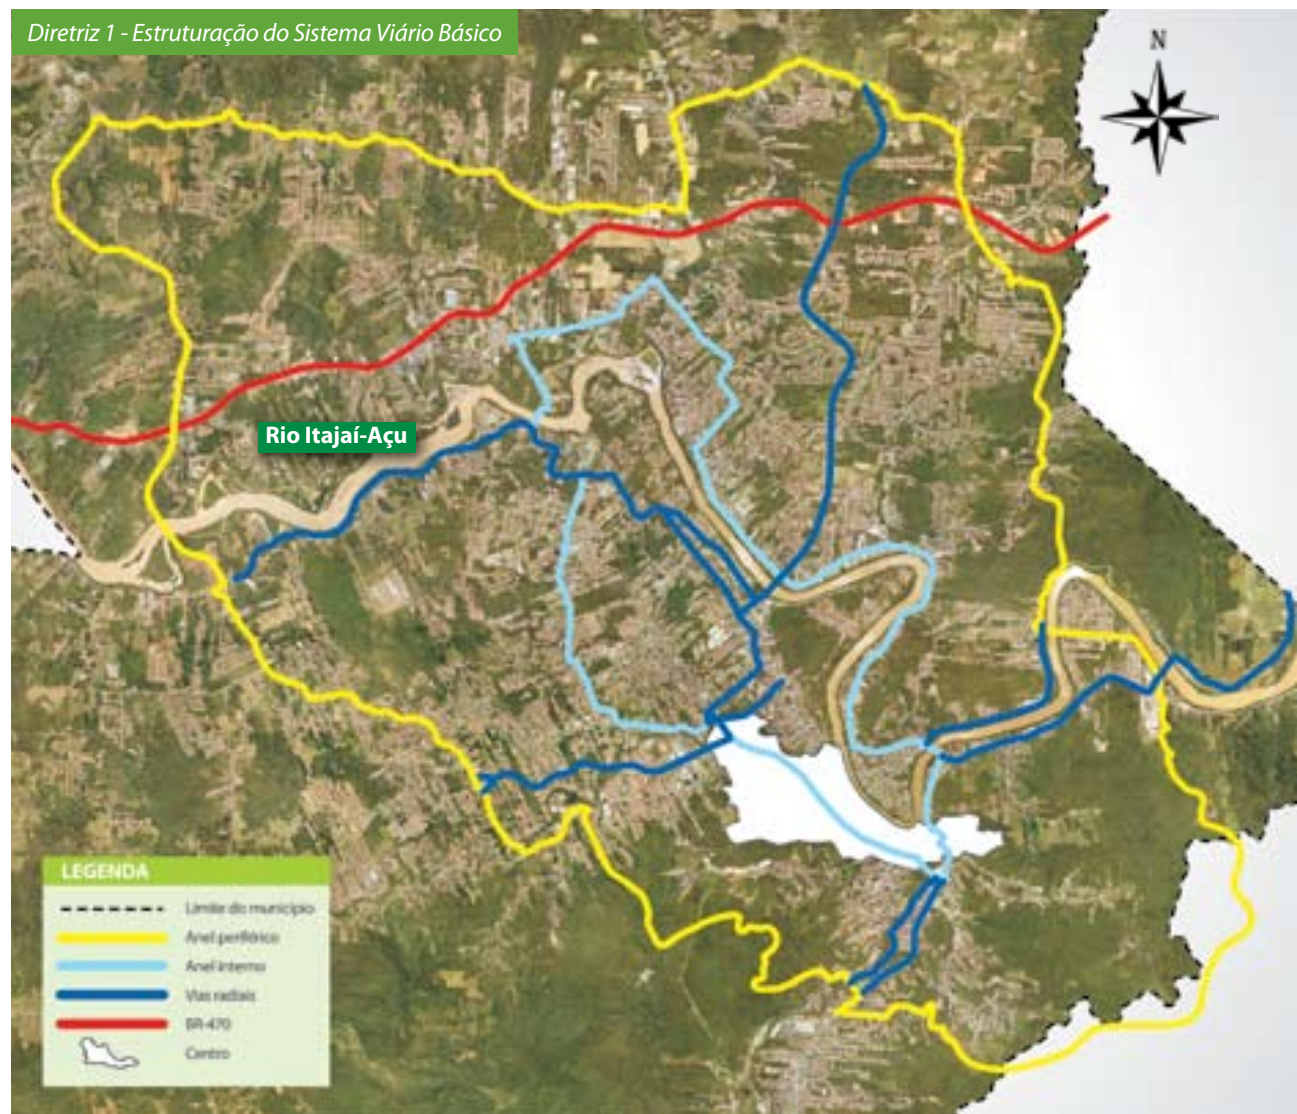 Diretriz 1 - Estruturação do Sistema Viário Básico
N
Rio Itajaí-Açu
LEGENDA
Limite do município
Anel periférico
Anel interno
Vias radiais
BR-470
Centro